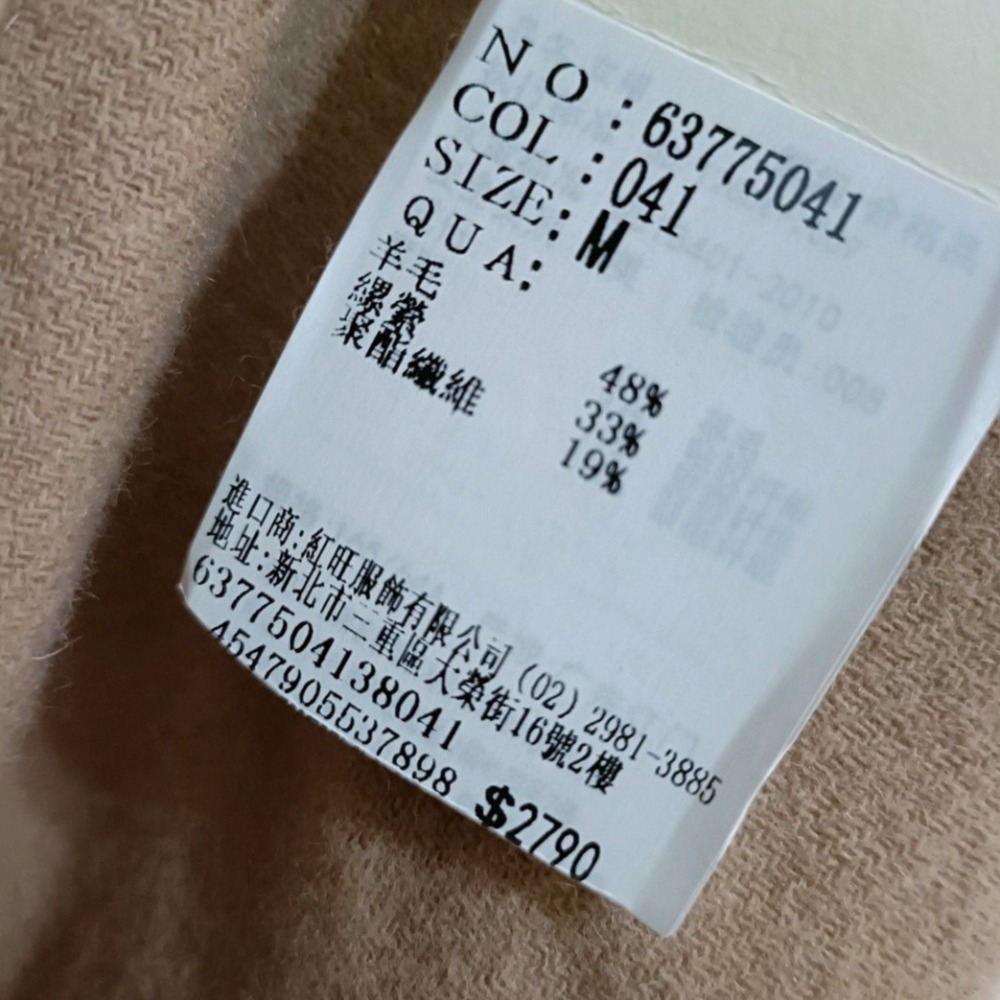 NO:63775041
COL:041
SIZE:M
QUA:
羊毛 48%
縲縈 33%
聚酯纖維 19%
進口商:紅旺服飾有限公司 (02) 2981-3885
地址:新北市三重區大榮街16號2樓
6377504138041
4547905537898 $2790